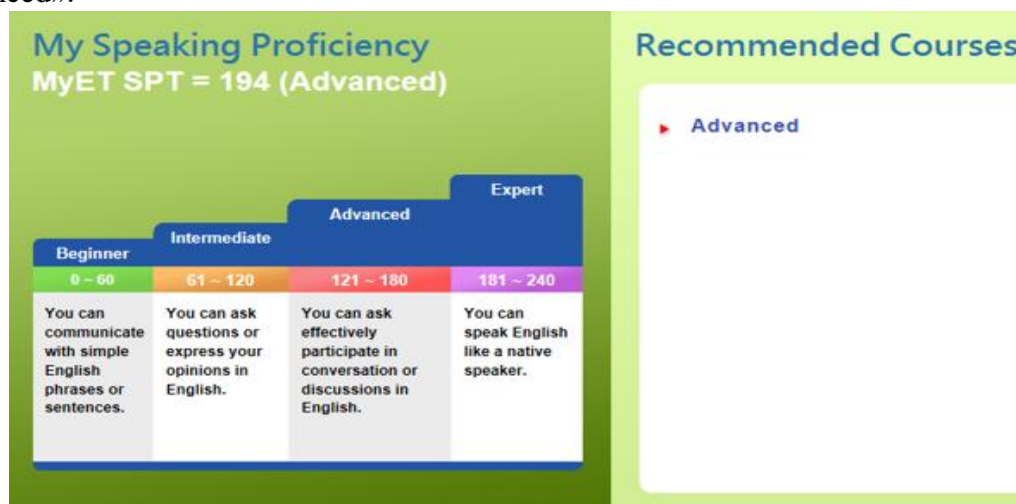 My Speaking Proficiency
MyET SPT = 194 (Advanced)
Beginner
Intermediate
Advanced
Expert
0 ~ 60
61 ~ 120
121 ~ 180
181 ~ 240
You can
communicate
with simple
English
phrases or
sentences.
You can ask
questions or
express your
opinions in
English.
You can ask
effectively
participate in
conversation or
discussions in
English.
You can
speak English
like a native
speaker.
Recommended Courses
Advanced